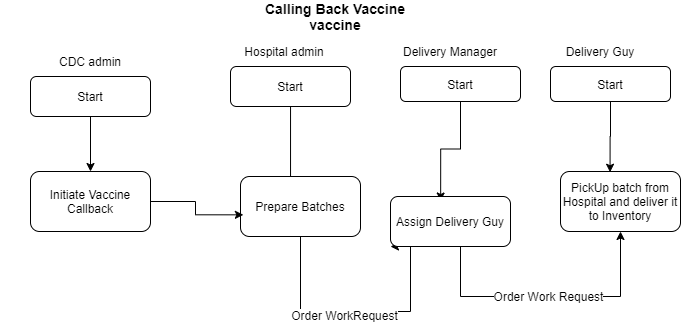 Calling Back Vaccine
vaccine
CDC admin
Hospital admin
Delivery Manager
Delivery Guy
Start
Start
Start
Start
Initiate Vaccine
Callback
Prepare Batches
Assign Delivery Guy
PickUp batch from
Hospital and deliver it
to Inventory
Order WorkRequest
Order Work Request